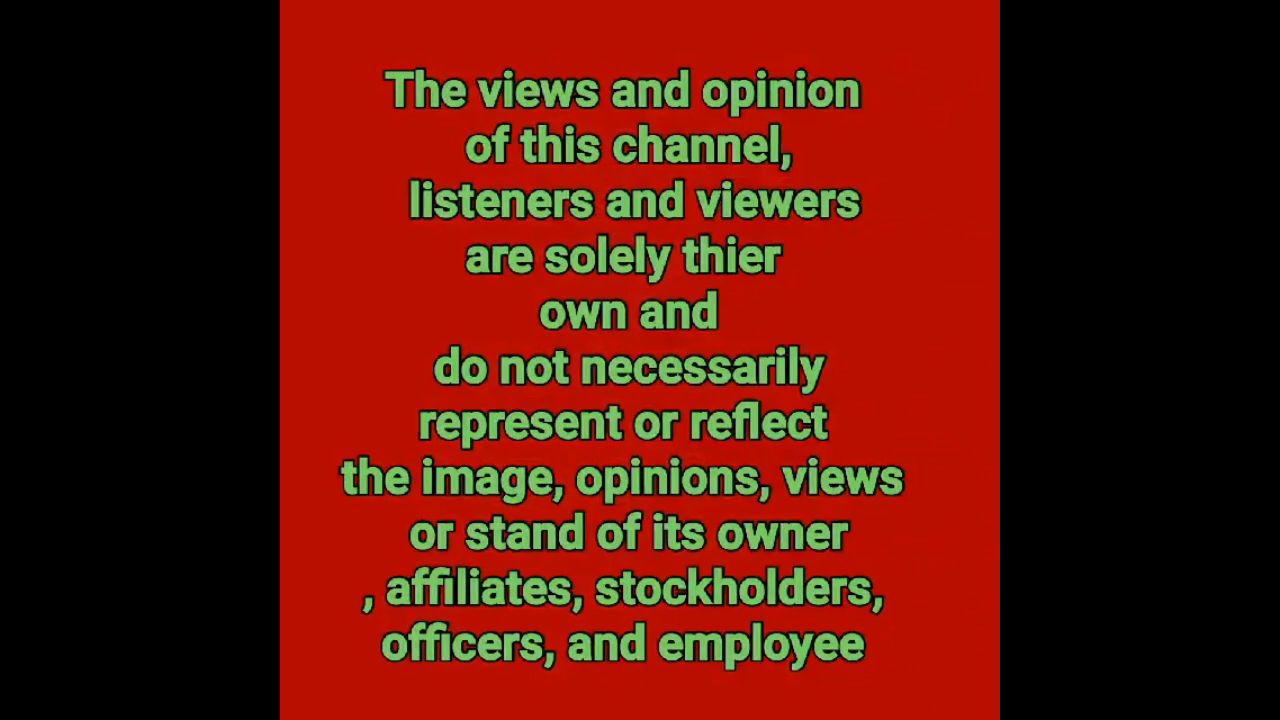 The views and opinion
of this channel,
listeners and viewers
are solely thier
own and
do not necessarily
represent or reflect
the image, opinions, views
or stand of its owner
, affiliates, stockholders,
officers, and employee